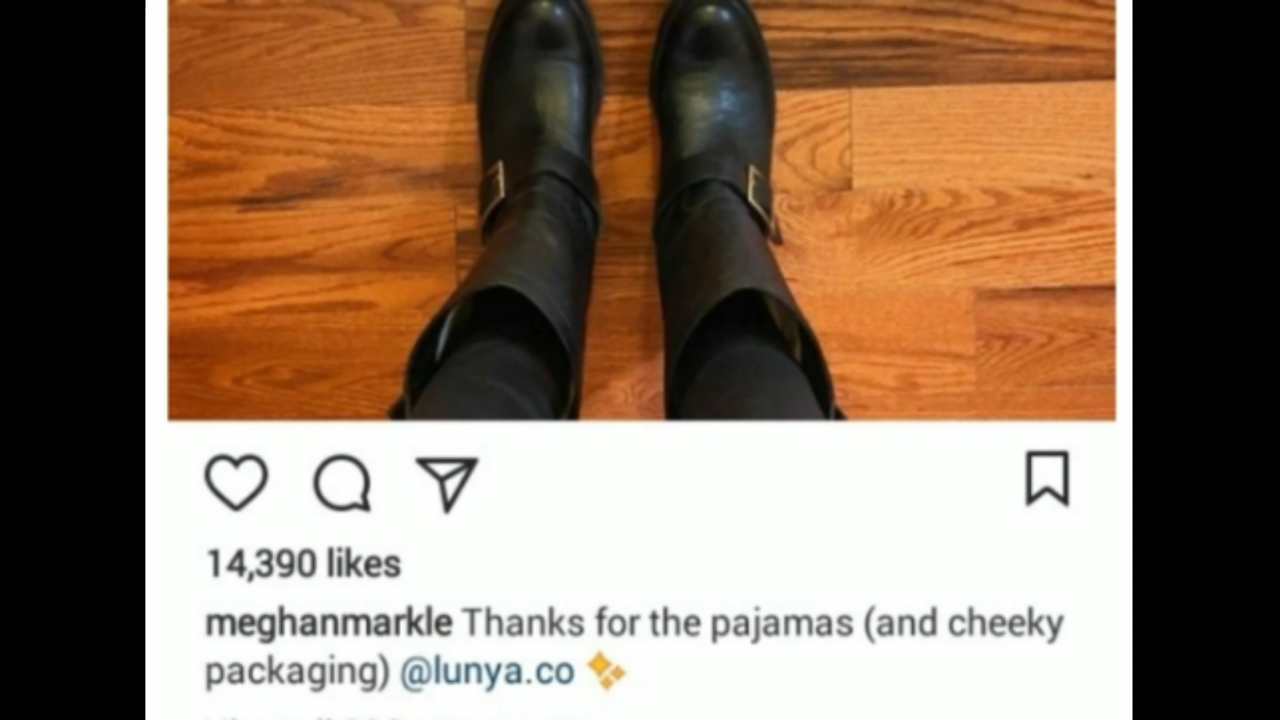 14,390 likes
meghanmarkle Thanks for the pajamas (and cheeky
packaging) @lunya.co ✨